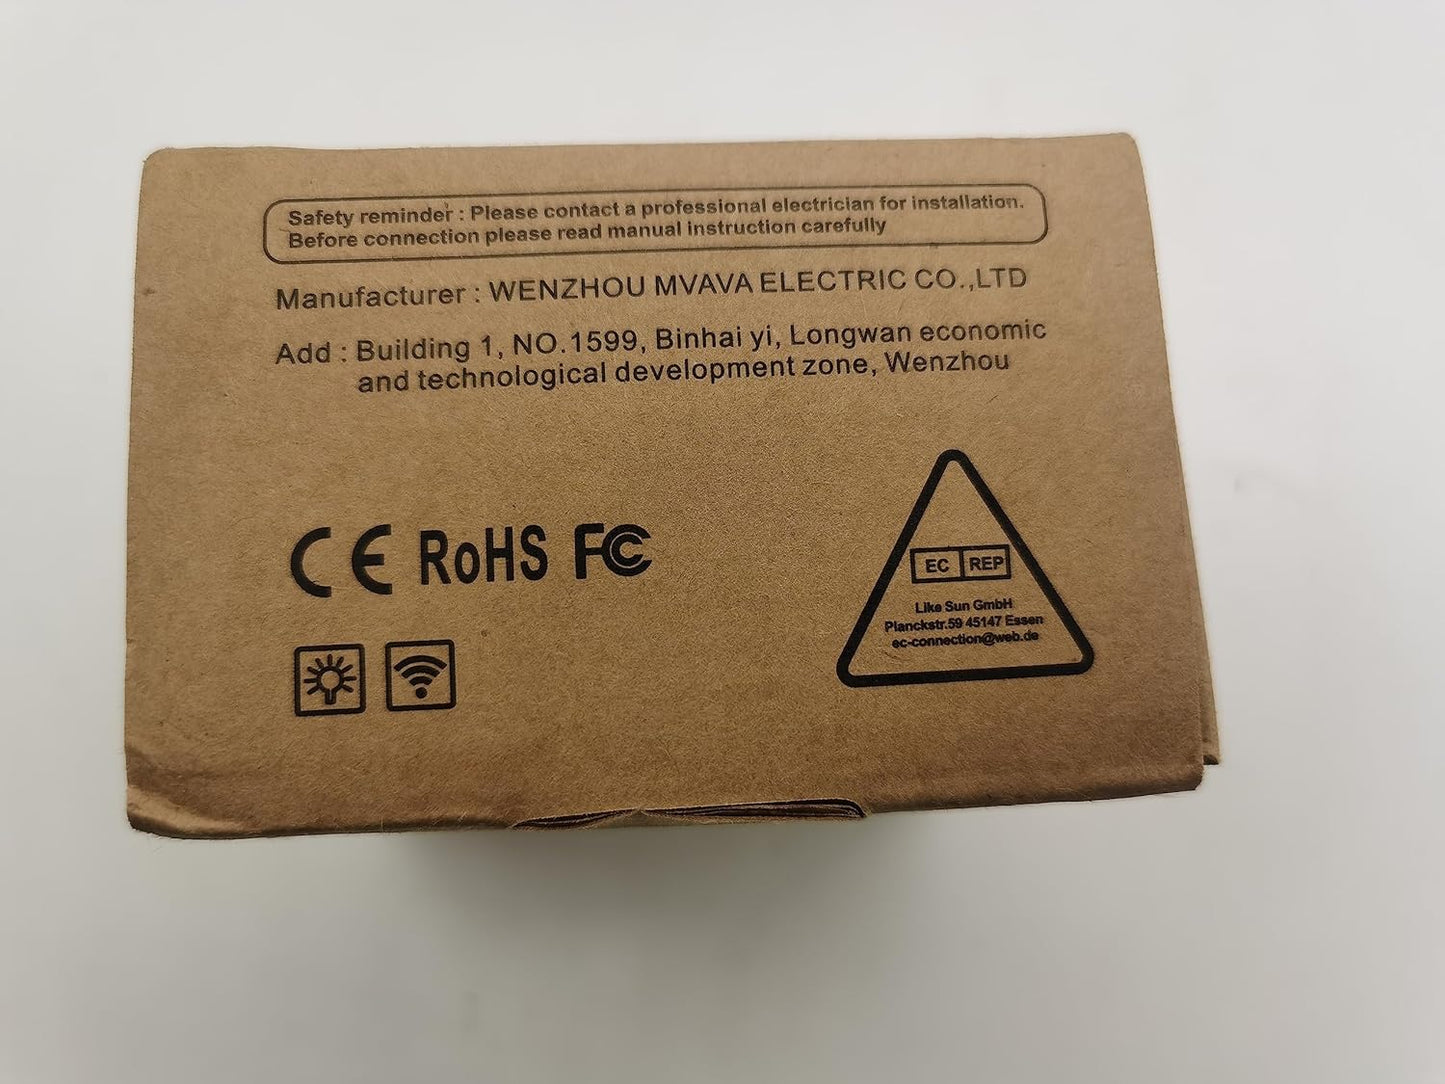 Safety reminder : Please contact a professional electrician for installation.
Before connection please read manual instruction carefully
Manufacturer : WENZHOU MVAVA ELECTRIC CO.,LTD
Add : Building 1, NO.1599, Binhai yi, Longwan economic
and technological development zone, Wenzhou
CE RoHS FC
EC REP
Like Sun GmbH
Planckstr.59 45147 Essen
ec-connection@web.de